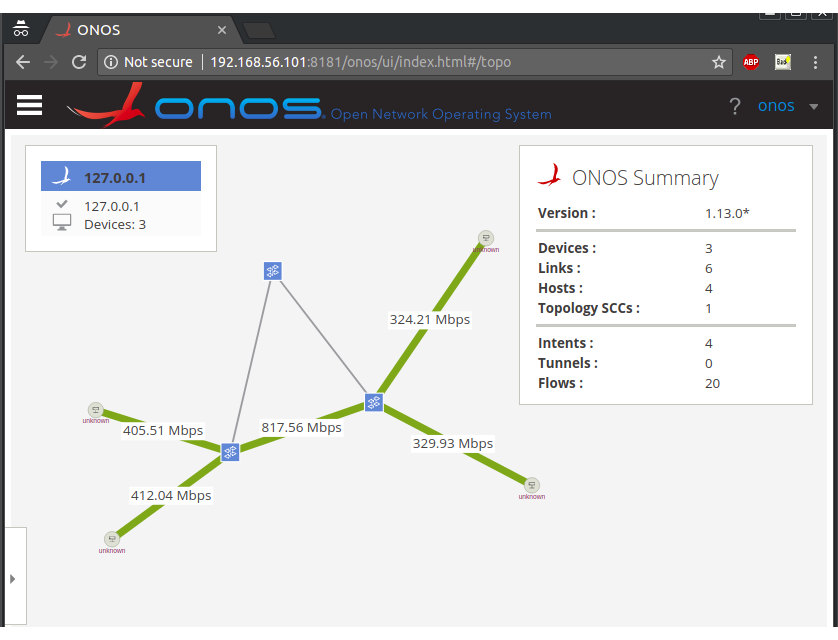 ONOS
Not secure | 192.168.56.101:8181/onos/ui/index.html#/topo
ABP
onos Open Network Operating System
? onos
127.0.0.1
127.0.0.1
Devices: 3
ONOS Summary
Version : 1.13.0*
Devices : 3
Links : 6
Hosts : 4
Topology SCCs : 1
Intents : 4
Tunnels : 0
Flows : 20
unknown
324.21 Mbps
unknown
405.51 Mbps
817.56 Mbps
329.93 Mbps
412.04 Mbps
unknown
unknown